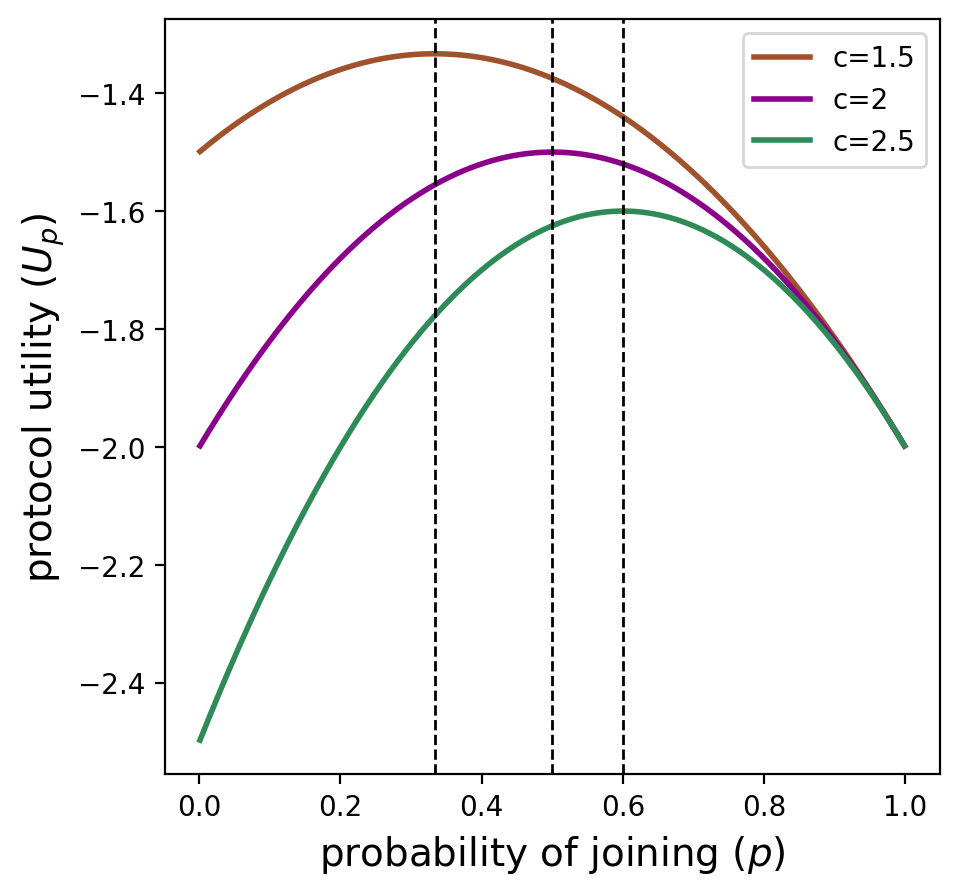 c=1.5
c=2
c=2.5
−1.4
−1.6
−1.8
−2.0
−2.2
−2.4
protocol utility (Uₚ)
0.0 0.2 0.4 0.6 0.8 1.0
probability of joining (p)